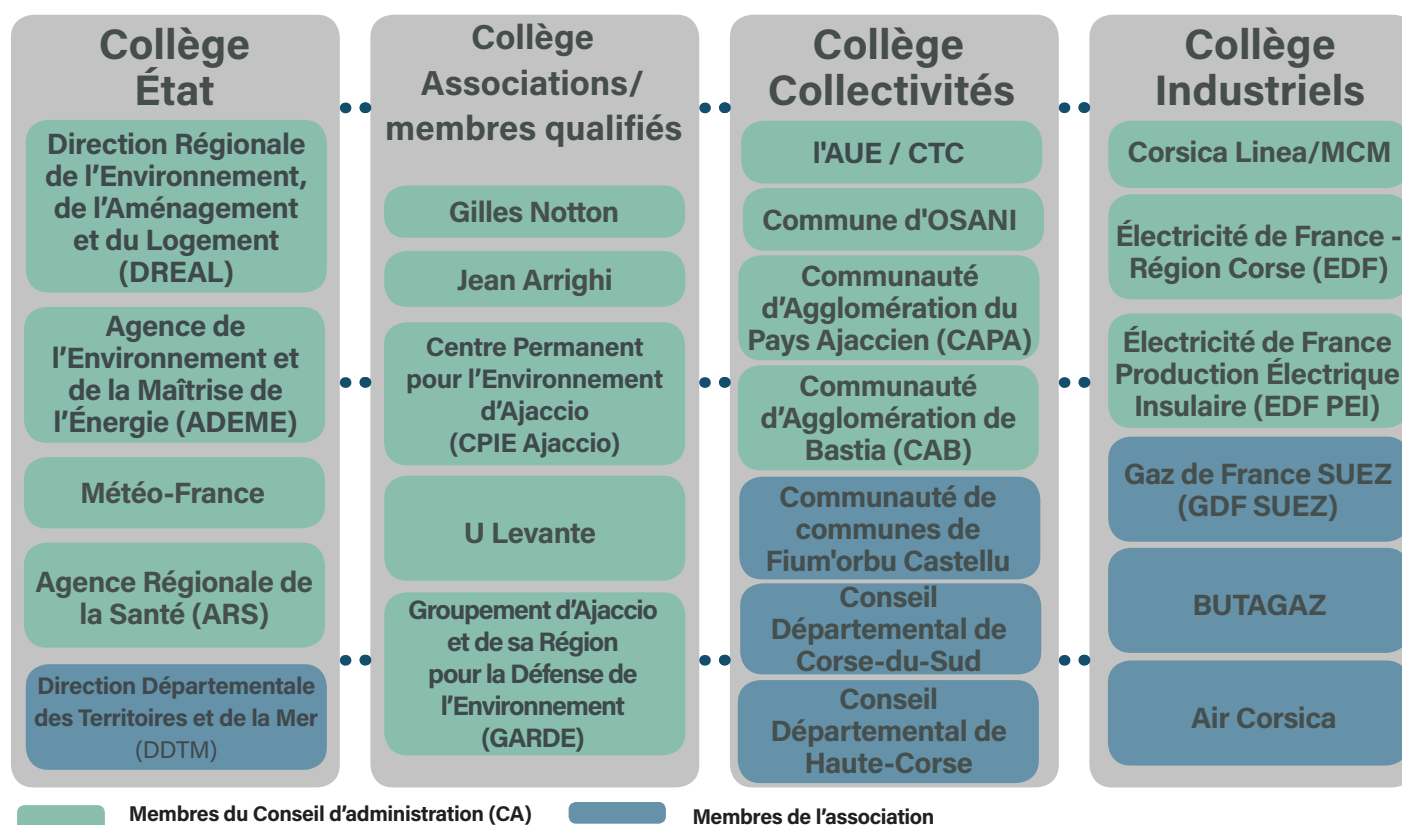 Collège
État
Direction Régionale
de l’Environnement,
de l’Aménagement
et du Logement
(DREAL)
Agence de
l’Environnement et
de la Maîtrise de
l’Énergie (ADEME)
Météo-France
Agence Régionale de
la Santé (ARS)
Direction Départementale
des Territoires et de la Mer
(DDTM)
Collège
Associations/
membres qualifiés
Gilles Notton
Jean Arrighi
Centre Permanent
pour l’Environnement
d’Ajaccio
(CPIE Ajaccio)
U Levante
Groupement d’Ajaccio
et de sa Région
pour la Défense de
l’Environnement
(GARDE)
Collège
Collectivités
l'AUE / CTC
Commune d'OSANI
Communauté
d’Agglomération du
Pays Ajaccien (CAPA)
Communauté
d’Agglomération de
Bastia (CAB)
Communauté de
communes de
Fium'orbu Castellu
Conseil
Départemental de
Corse-du-Sud
Conseil
Départemental de
Haute-Corse
Collège
Industriels
Corsica Linea/MCM
Électricité de France -
Région Corse (EDF)
Électricité de France
Production Électrique
Insulaire (EDF PEI)
Gaz de France SUEZ
(GDF SUEZ)
BUTAGAZ
Air Corsica
Membres du Conseil d’administration (CA)
Membres de l’association